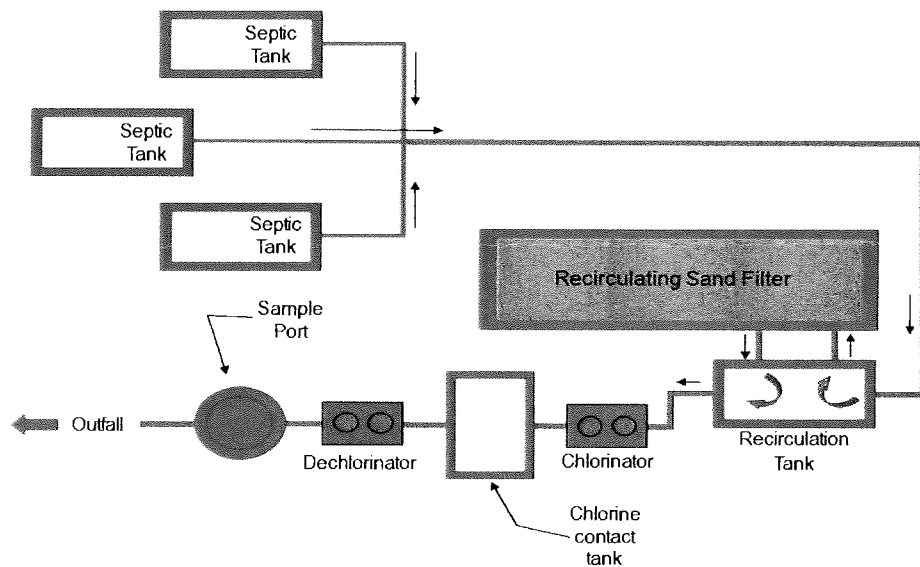 Septic
Tank
Septic
Tank
Septic
Tank
Recirculating Sand Filter
Sample
Port
Outfall
Dechlorinator
Chlorinator
Recirculation
Tank
Chlorine
contact
tank